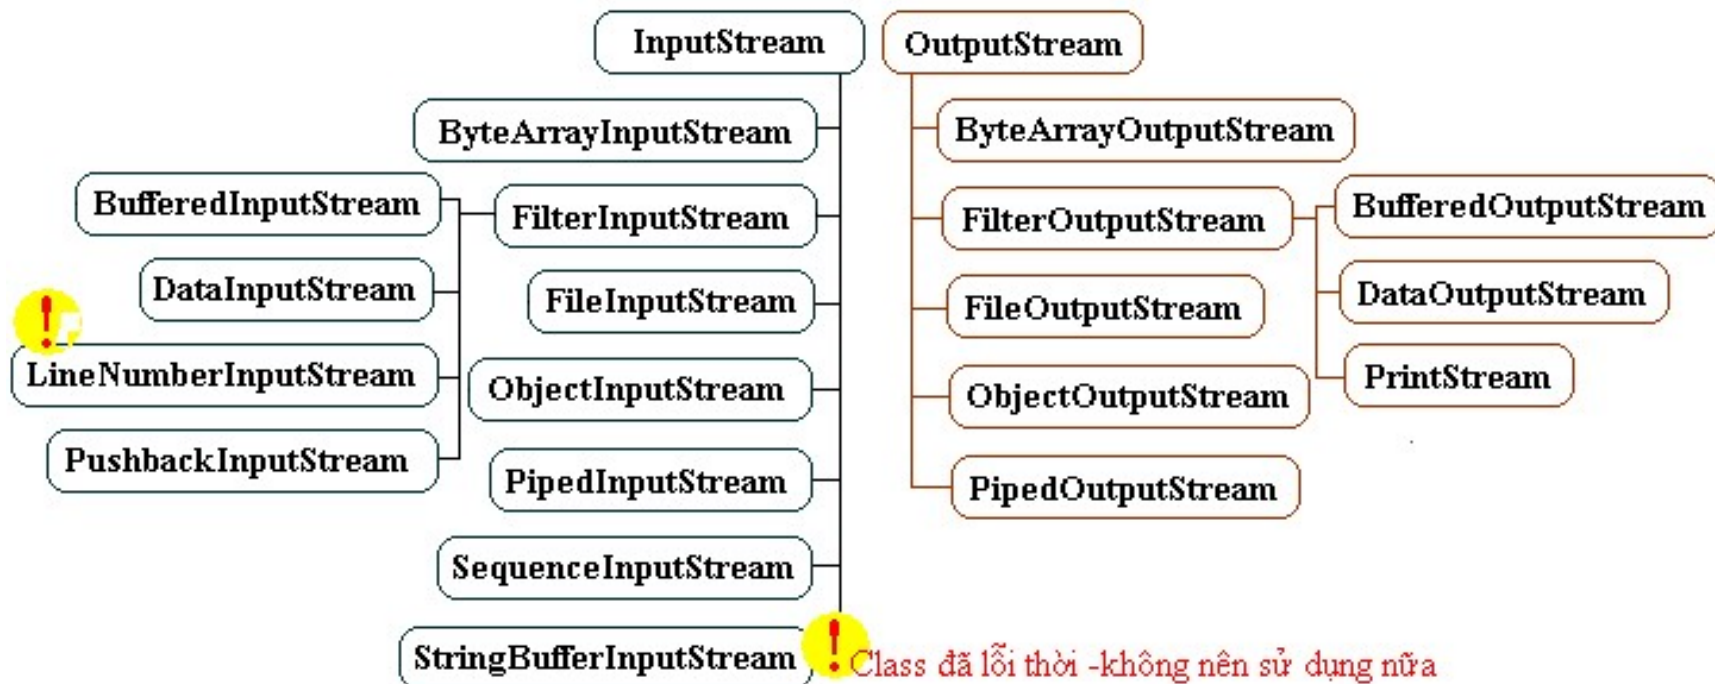 InputStream
OutputStream
ByteArrayInputStream
ByteArrayOutputStream
BufferedInputStream
FilterInputStream
FilterOutputStream
BufferedOutputStream
DataInputStream
FileInputStream
FileOutputStream
DataOutputStream
!
LineNumberInputStream
ObjectInputStream
ObjectOutputStream
PrintStream
PushbackInputStream
PipedInputStream
PipedOutputStream
SequenceInputStream
StringBufferInputStream
! Class đã lỗi thời -không nên sử dụng nữa